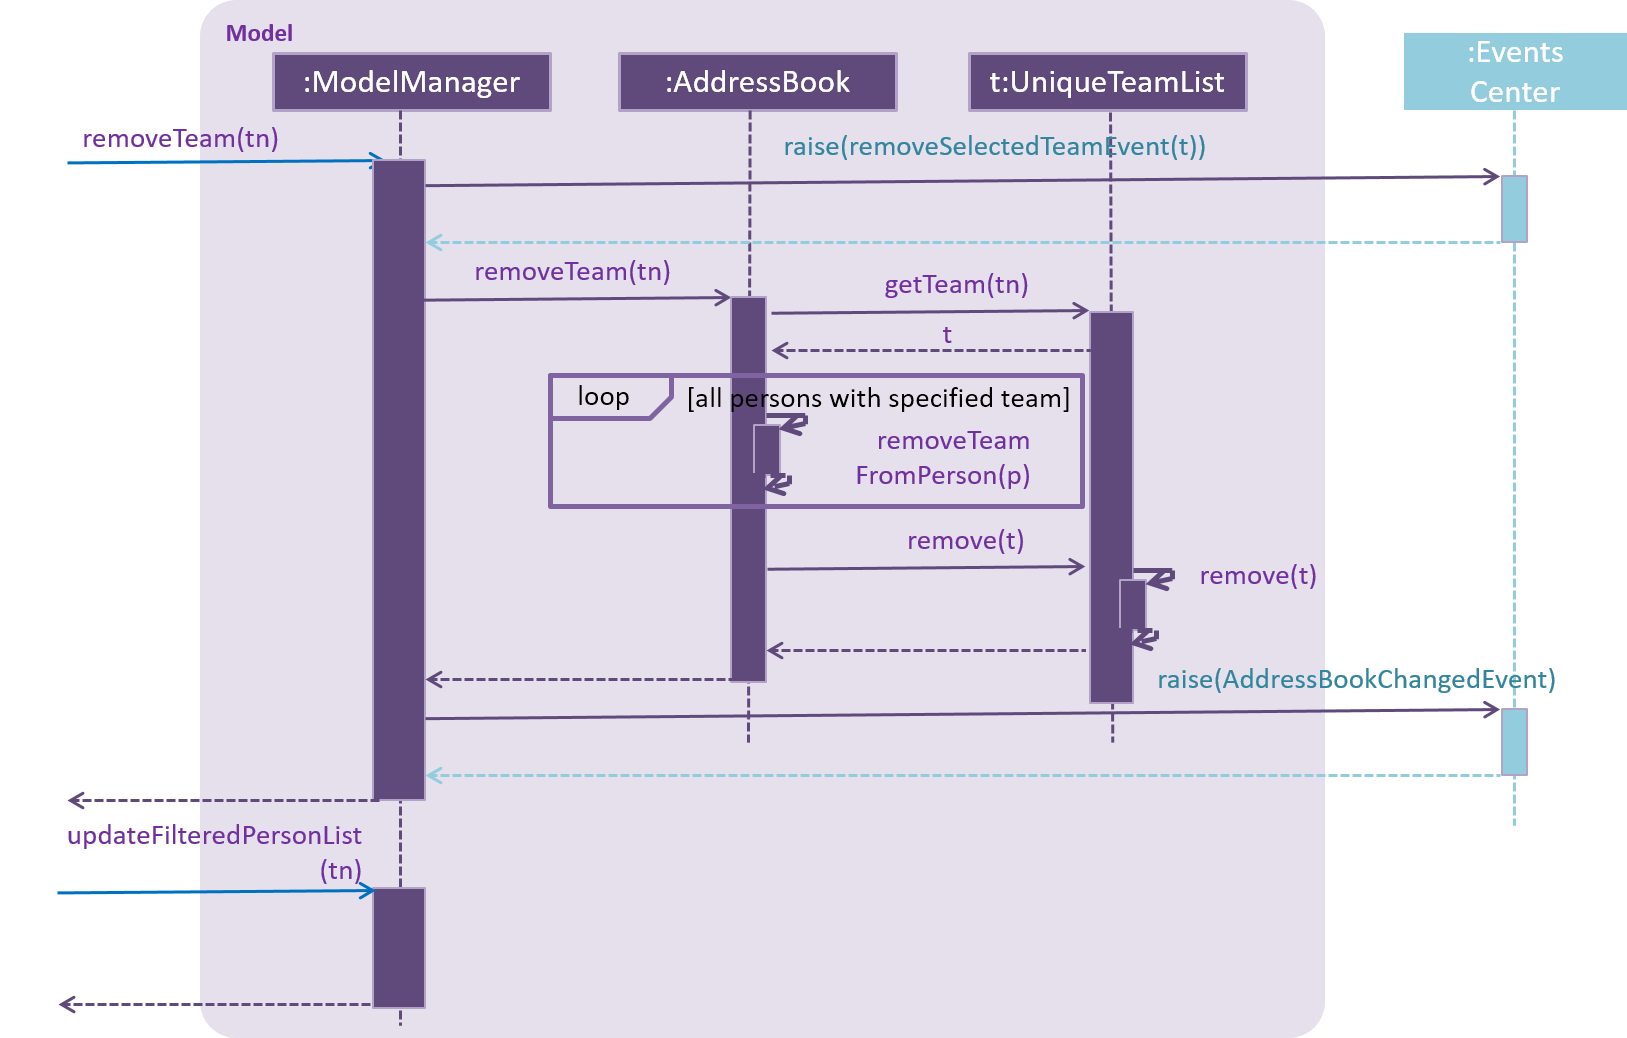 Model
:ModelManager
:AddressBook
t:UniqueTeamList
:Events
Center
removeTeam(tn)
raise(removeSelectedTeamEvent(t))
removeTeam(tn)
getTeam(tn)
t
loop
[all persons with specified team]
removeTeam
FromPerson(p)
remove(t)
remove(t)
raise(AddressBookChangedEvent)
updateFilteredPersonList
(tn)